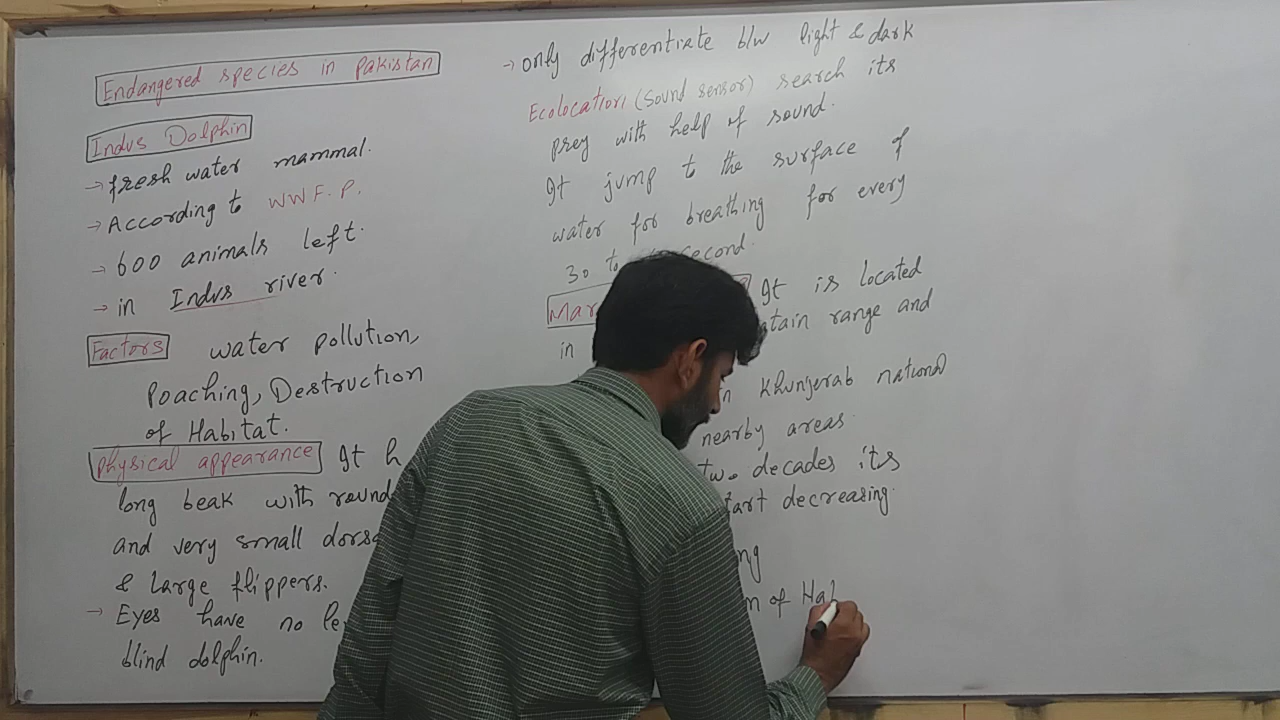 Endangered species in Pakistan
Indus Dolphin
→ fresh water mammal.
→ According to WWF.P.
→ 600 animals left.
→ in Indus river.
Factors water pollution,
Poaching, Destruction
of Habitat.
physical appearance It h
long beak with round
and very small dorsa
& Large flippers.
→ Eyes have no le
blind dolphin.
→ only differentiate b/w light & dark
Ecolocation (sound sensor) search its
prey with help of sound.
It jump to the surface of
water for breathing for every
30 to second.
Mar It is located
in tain range and
n Khunjerab national
nearby areas.
two decades its
tart decreasing.
ng
n of Hab